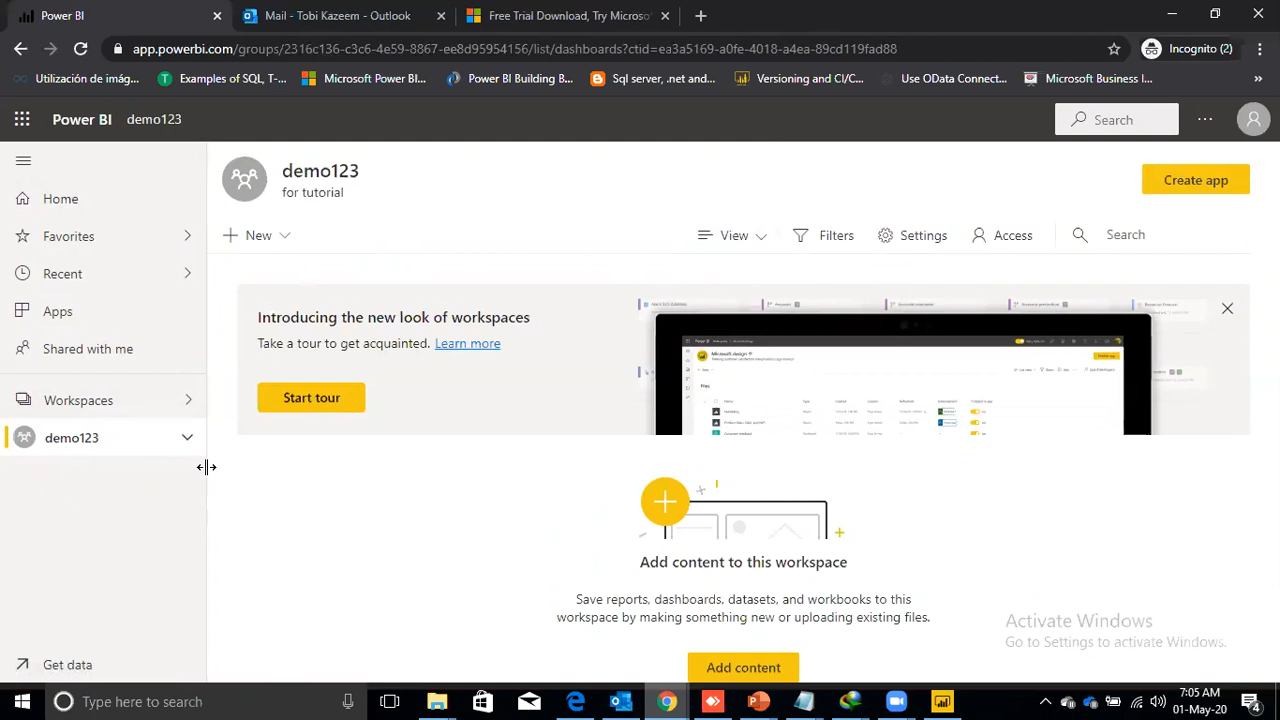 Power BI
Mail - Tobi Kazeem - Outlook
Free Trial Download, Try Microso
app.powerbi.com/groups/2316c136-c3c6-4e59-8867-ee8d95954156/list/dashboards?ctid=ea3a5169-a0fe-4018-a4ea-89cd119fad88
Incognito (2)
Utilización de imág...
Examples of SQL, T-...
Microsoft Power BI...
Power BI Building B...
Sql server, .net and...
Versioning and CI/C...
Use OData Connect...
Microsoft Business I...
Power BI demo123
Search
demo123
for tutorial
Create app
Home
Favorites
Recent
Apps
Shared with me
Workspaces
demo123
Get data
New
View
Filters
Settings
Access
Search
Introducing the new look of workspaces
Take a tour to get acquainted. Learn more
Start tour
Add content to this workspace
Save reports, dashboards, datasets, and workbooks to this
workspace by making something new or uploading existing files.
Add content
Activate Windows
Go to Settings to activate Windows.
Type here to search
7:05 AM
01-May-20
4